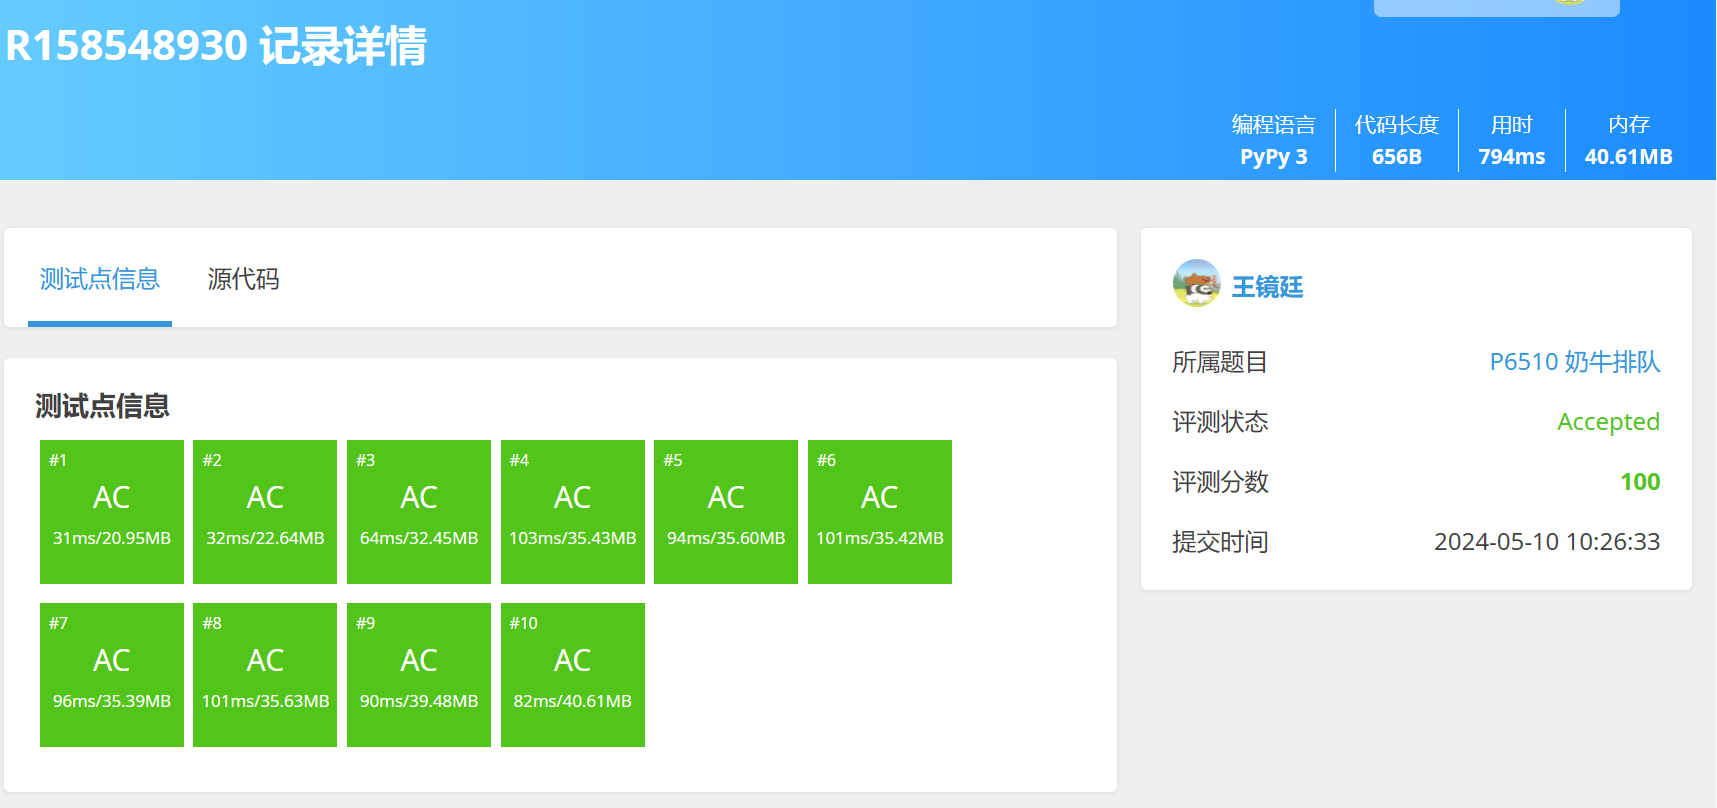 R158548930 记录详情
编程语言 代码长度 用时 内存
PyPy 3 656B 794ms 40.61MB
测试点信息 源代码
测试点信息
#1 #2 #3 #4 #5 #6
AC AC AC AC AC AC
31ms/20.95MB 32ms/22.64MB 64ms/32.45MB 103ms/35.43MB 94ms/35.60MB 101ms/35.42MB
#7 #8 #9 #10
AC AC AC AC
96ms/35.39MB 101ms/35.63MB 90ms/39.48MB 82ms/40.61MB
王镜廷
所属题目 P6510 奶牛排队
评测状态 Accepted
评测分数 100
提交时间 2024-05-10 10:26:33